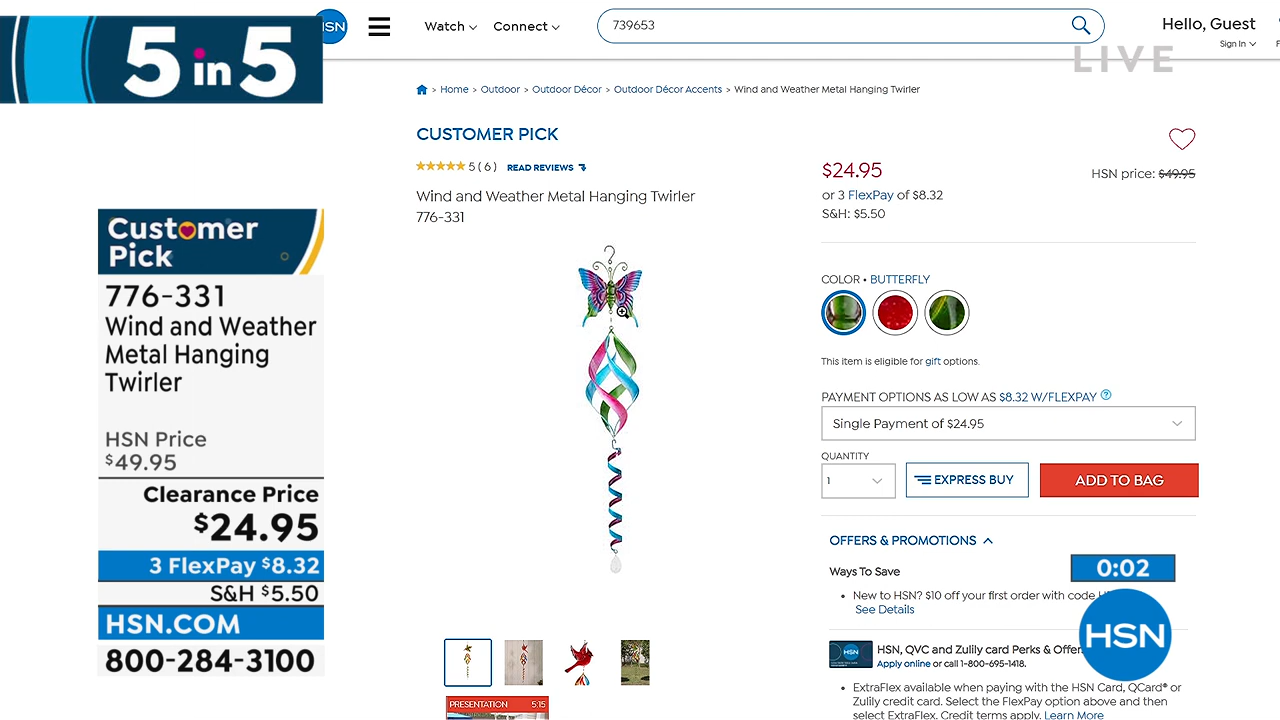 5 in 5
HSN
Watch
Connect
739653
Hello, Guest
Sign In
LIVE
Home > Outdoor > Outdoor Décor > Outdoor Décor Accents > Wind and Weather Metal Hanging Twirler
CUSTOMER PICK
5 ( 6 ) READ REVIEWS
Wind and Weather Metal Hanging Twirler
776-331
$24.95
HSN price: $49.95
or 3 FlexPay of $8.32
S&H: $5.50
COLOR • BUTTERFLY
This item is eligible for gift options.
PAYMENT OPTIONS AS LOW AS $8.32 W/FLEXPAY ?
Single Payment of $24.95
QUANTITY
1
EXPRESS BUY
ADD TO BAG
OFFERS & PROMOTIONS
Ways To Save
• New to HSN? $10 off your first order with code
See Details
HSN
HSN, QVC and Zulily card Perks & Offer
Apply online or call 1-800-695-1418.
• ExtraFlex available when paying with the HSN Card, QCard® or
Zulily credit card. Select the FlexPay option above and then
select ExtraFlex. Credit terms apply. Learn More
0:02
HSN
PRESENTATION 5:15
Customer
Pick
776-331
Wind and Weather
Metal Hanging
Twirler
HSN Price
$49.95
Clearance Price
$24.95
3 FlexPay $8.32
S&H $5.50
HSN.COM
800-284-3100